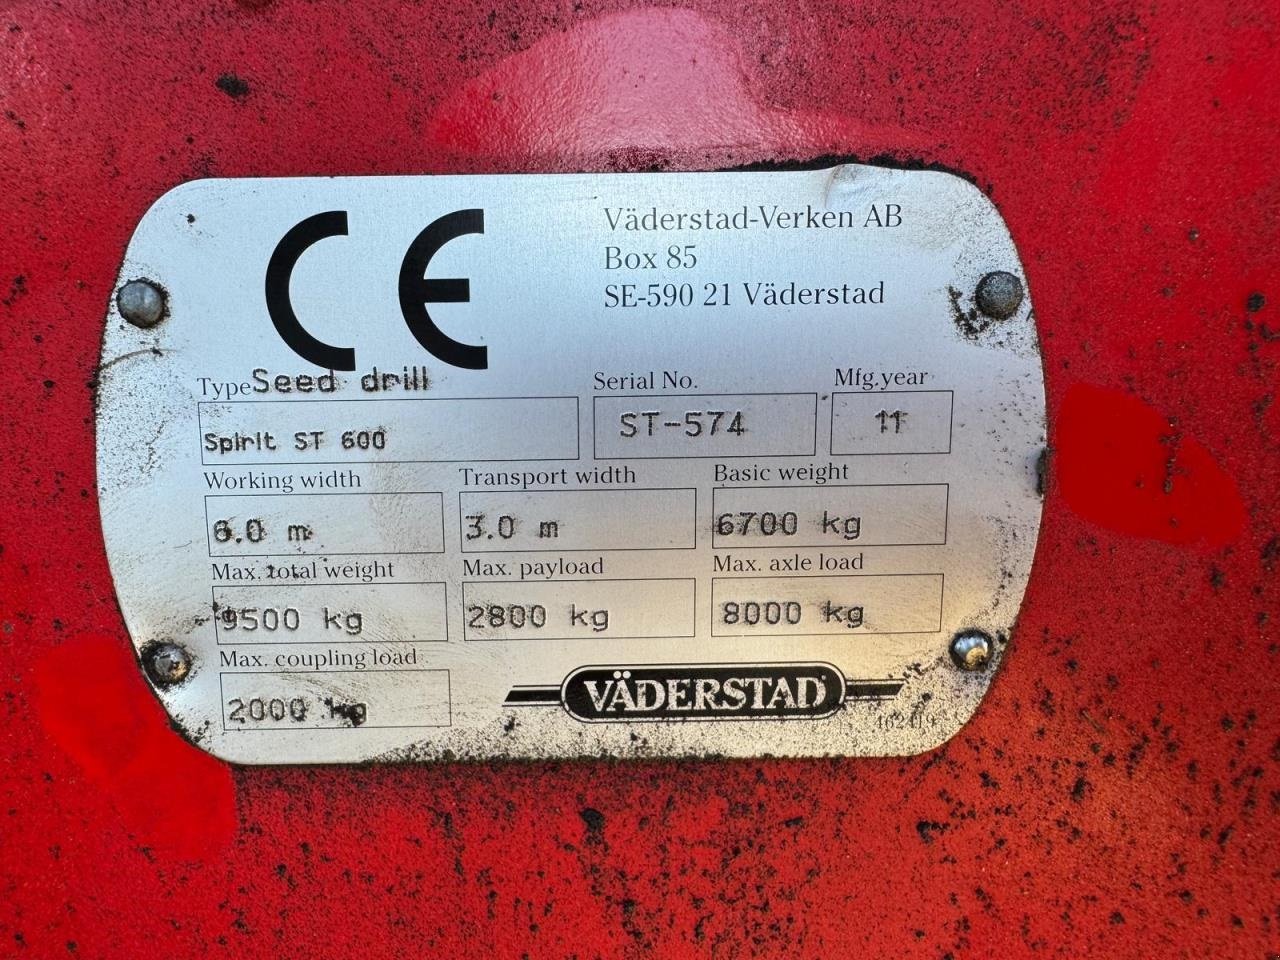 CE
Väderstad-Verken AB
Box 85
SE-590 21 Väderstad
Type Seed drill
Spirit ST 600
Serial No.
ST-574
Mfg.year
11
Working width
6.0 m
Transport width
3.0 m
Basic weight
6700 kg
Max. total weight
9500 kg
Max. payload
2800 kg
Max. axle load
8000 kg
Max. coupling load
2000 kg
VÄDERSTAD